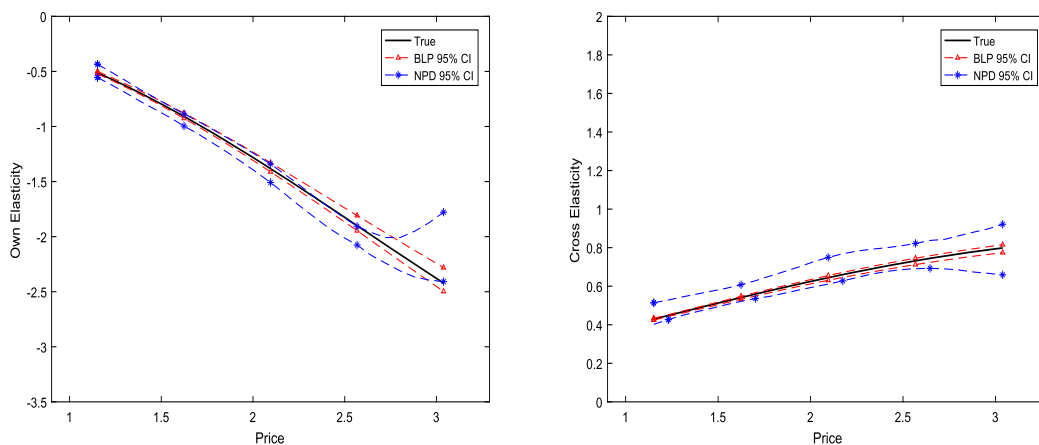 0
-0.5
-1
-1.5
-2
-2.5
-3
-3.5
Own Elasticity
1
1.5
2
2.5
3
Price
True
BLP 95% CI
NPD 95% CI
2
1.8
1.6
1.4
1.2
1
0.8
0.6
0.4
0.2
0
Cross Elasticity
1
1.5
2
2.5
3
Price
True
BLP 95% CI
NPD 95% CI